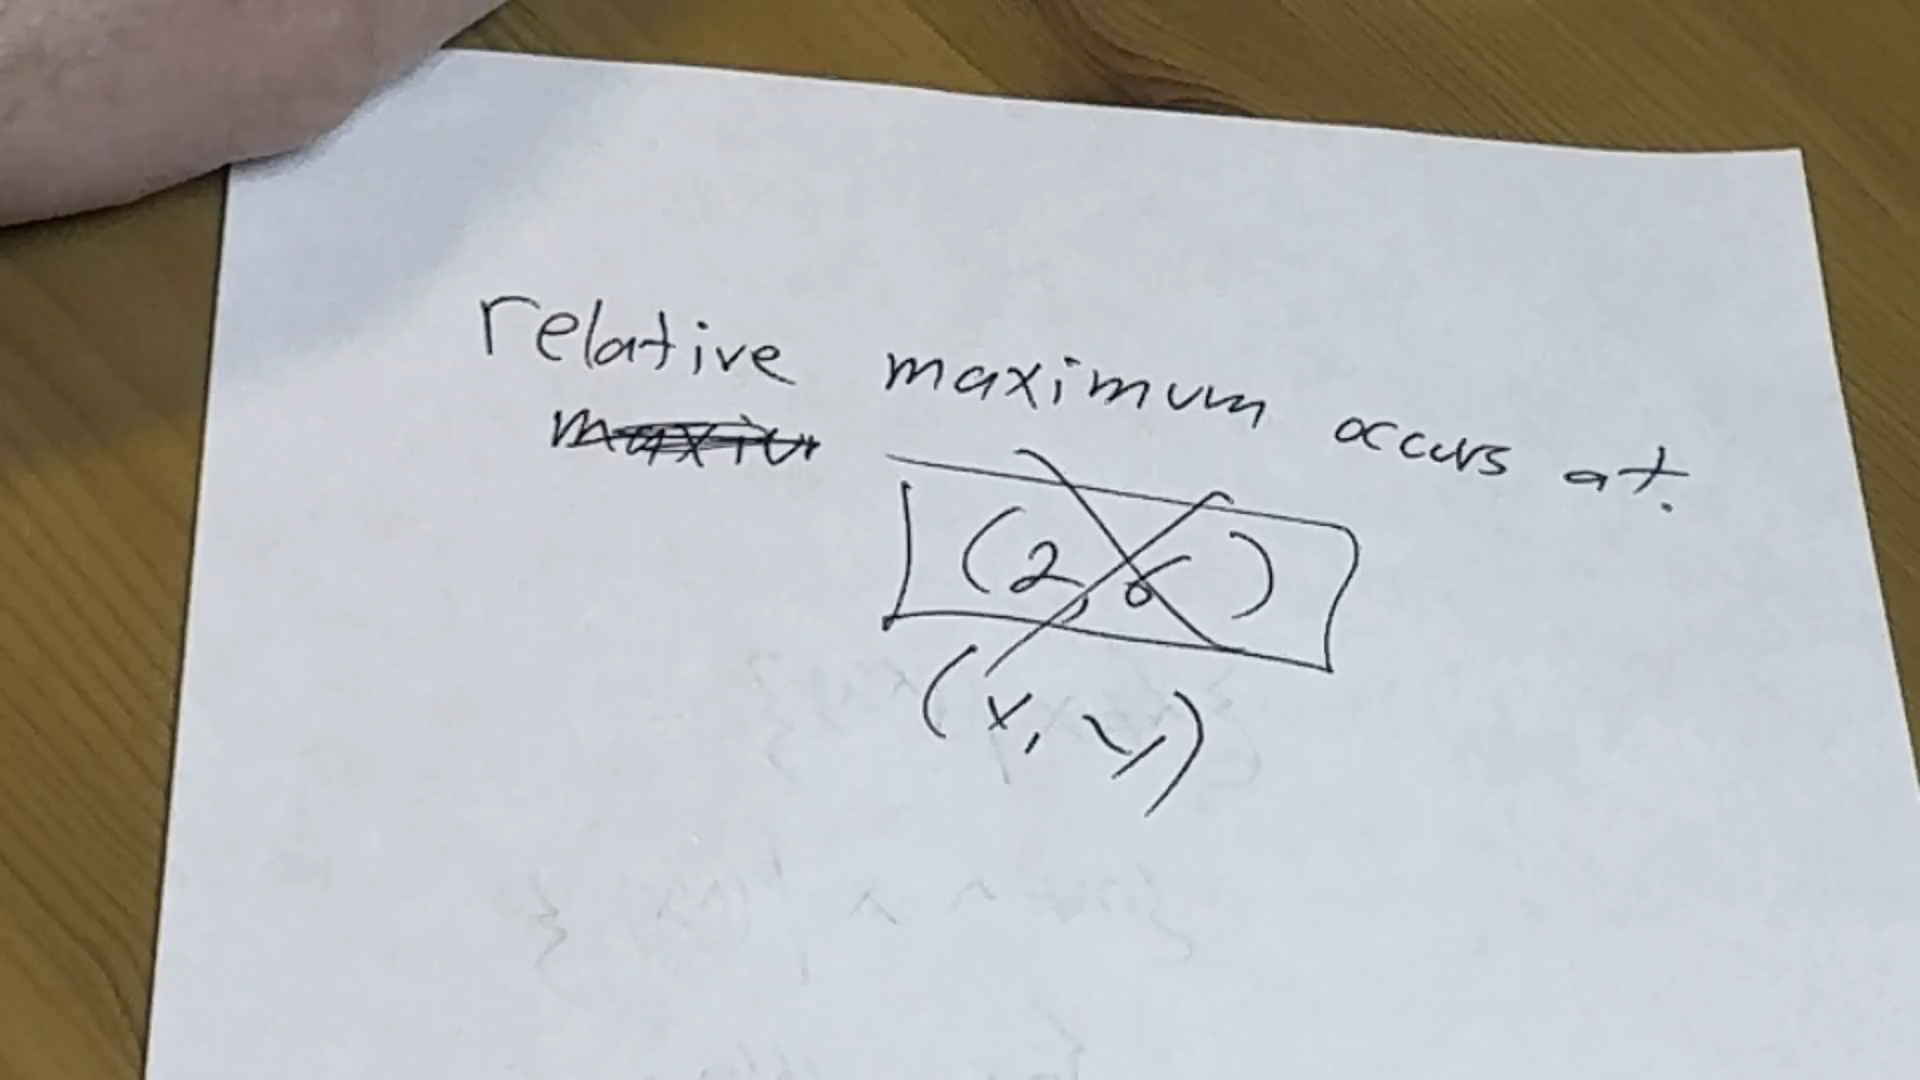 relative maximum occurs at.
(2, 6)
(x, y)